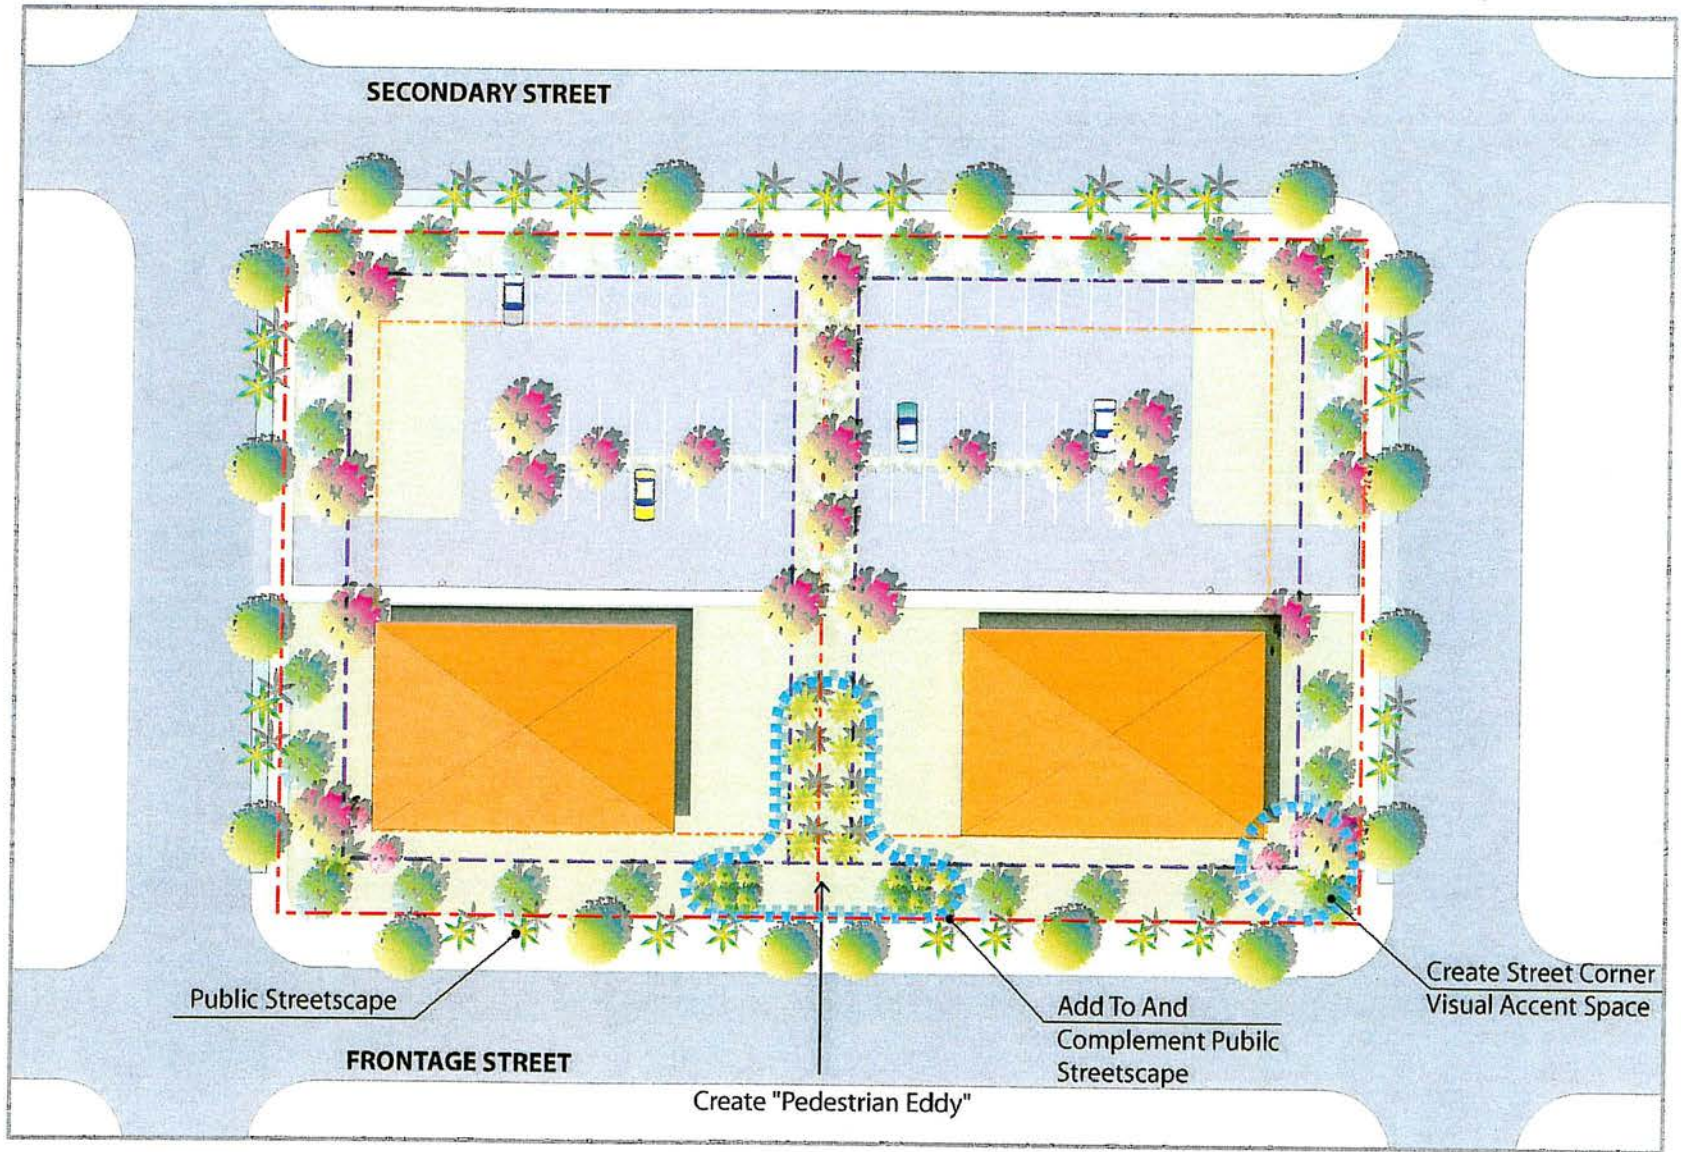 SECONDARY STREET
Public Streetscape
FRONTAGE STREET
Create "Pedestrian Eddy"
Add To And
Complement Pubilc
Streetscape
Create Street Corner
Visual Accent Space